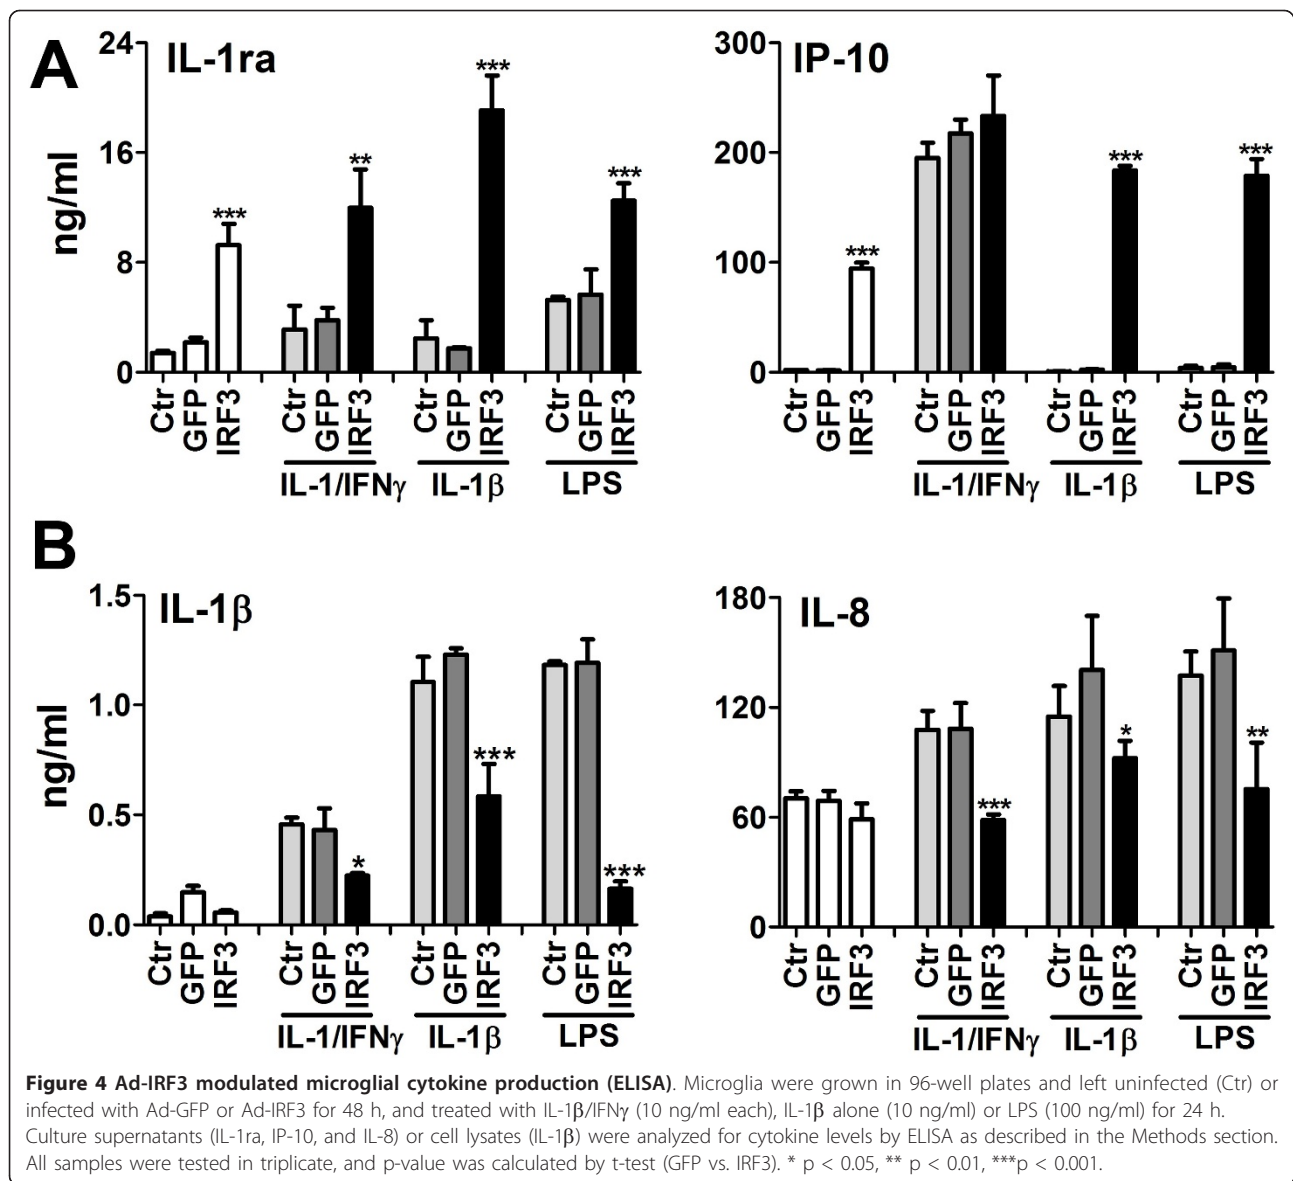 A
IL-1ra
ng/ml
24
16
8
0
***
**
***
***
Ctr
GFP
IRF3
Ctr
GFP
IRF3
Ctr
GFP
IRF3
Ctr
GFP
IRF3
IL-1/IFNγ
IL-1β
LPS
IP-10
300
200
100
0
***
***
***
Ctr
GFP
IRF3
Ctr
GFP
IRF3
Ctr
GFP
IRF3
Ctr
GFP
IRF3
IL-1/IFNγ
IL-1β
LPS
B
IL-1β
ng/ml
1.5
1.0
0.5
0.0
*
***
***
Ctr
GFP
IRF3
Ctr
GFP
IRF3
Ctr
GFP
IRF3
Ctr
GFP
IRF3
IL-1/IFNγ
IL-1β
LPS
IL-8
180
120
60
0
***
*
**
Ctr
GFP
IRF3
Ctr
GFP
IRF3
Ctr
GFP
IRF3
Ctr
GFP
IRF3
IL-1/IFNγ
IL-1β
LPS
Figure 4 Ad-IRF3 modulated microglial cytokine production (ELISA). Microglia were grown in 96-well plates and left uninfected (Ctr) or
infected with Ad-GFP or Ad-IRF3 for 48 h, and treated with IL-1β/IFNγ (10 ng/ml each), IL-1β alone (10 ng/ml) or LPS (100 ng/ml) for 24 h.
Culture supernatants (IL-1ra, IP-10, and IL-8) or cell lysates (IL-1β) were analyzed for cytokine levels by ELISA as described in the Methods section.
All samples were tested in triplicate, and p-value was calculated by t-test (GFP vs. IRF3). * p < 0.05, ** p < 0.01, ***p < 0.001.